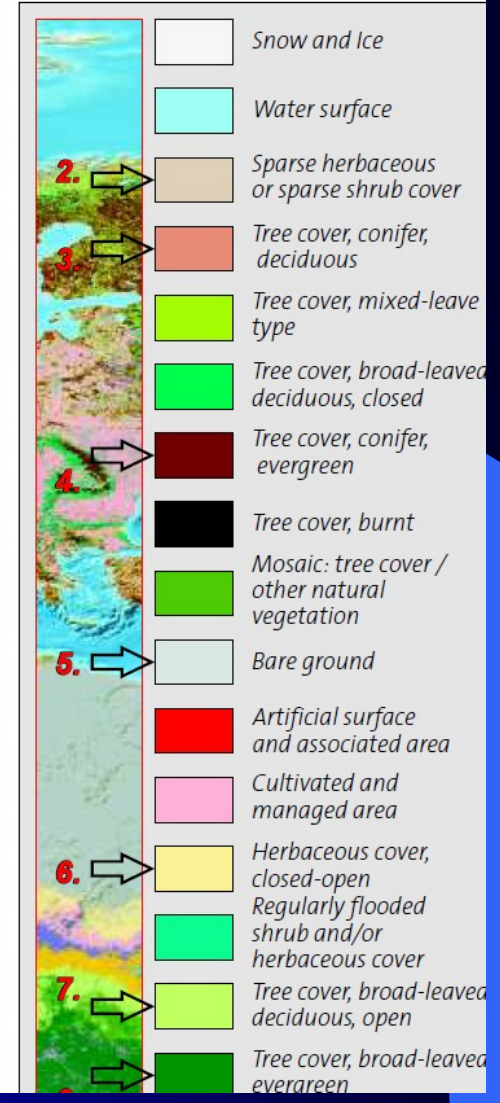 Snow and Ice
Water surface
2.
Sparse herbaceous
or sparse shrub cover
3.
Tree cover, conifer,
deciduous
Tree cover, mixed-leave
type
Tree cover, broad-leaved
deciduous, closed
4.
Tree cover, conifer,
evergreen
Tree cover, burnt
Mosaic: tree cover /
other natural
vegetation
5.
Bare ground
Artificial surface
and associated area
Cultivated and
managed area
6.
Herbaceous cover,
closed-open
Regularly flooded
shrub and/or
herbaceous cover
7.
Tree cover, broad-leaved
deciduous, open
Tree cover, broad-leaved
evergreen